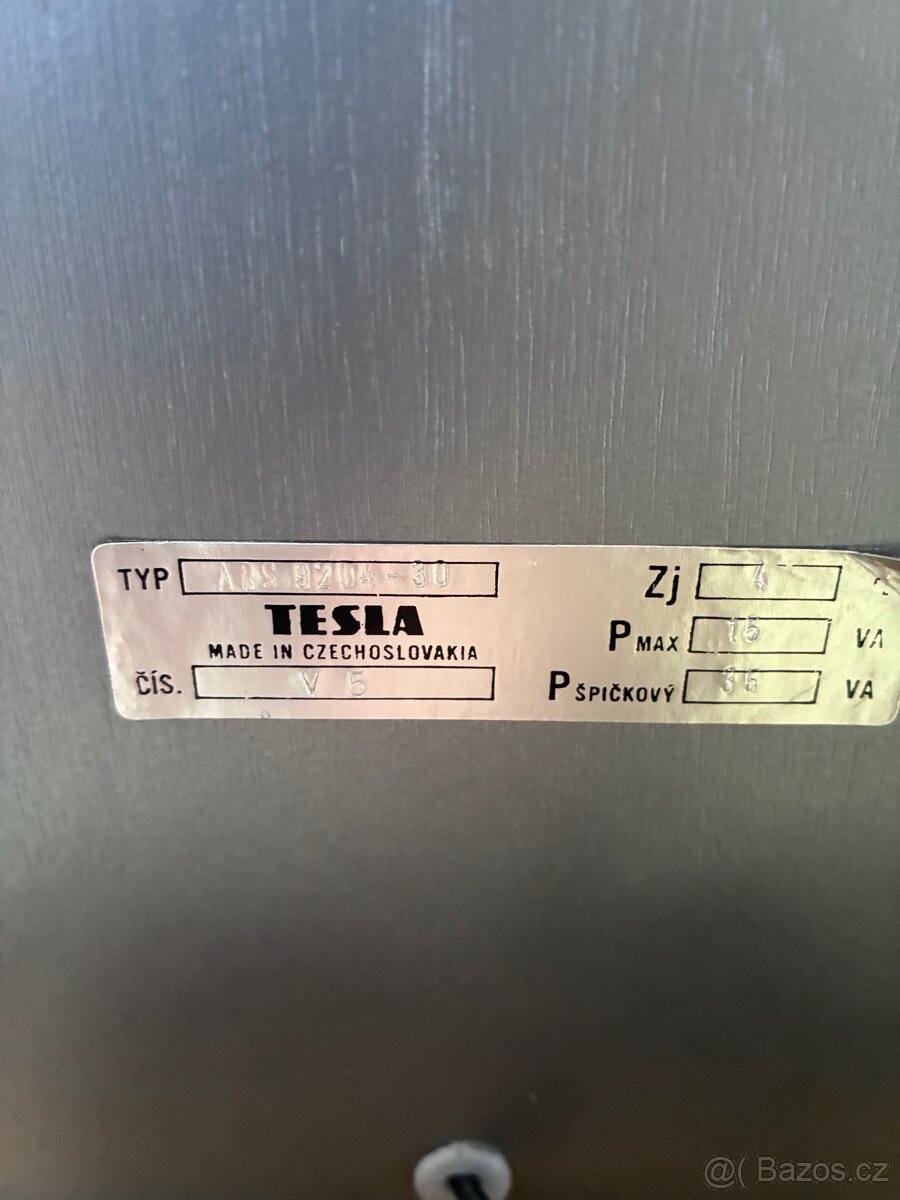 TYP ARS 9204-30
TESLA
MADE IN CZECHOSLOVAKIA
ČÍS. V 5
Zj 4
PMAX 15 VA
PŠPIČKOVÝ 35 VA
@( Bazos.cz